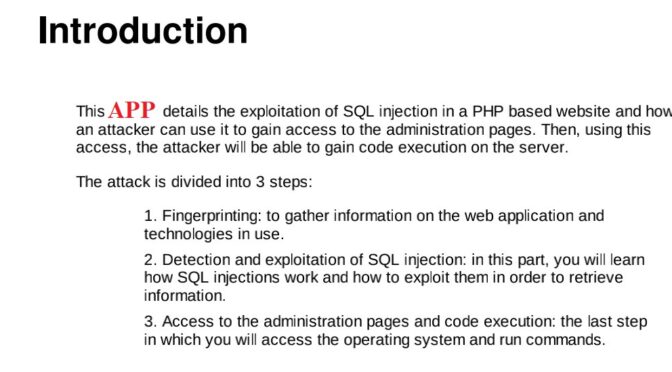 Introduction
This APP details the exploitation of SQL injection in a PHP based website and how
an attacker can use it to gain access to the administration pages. Then, using this
access, the attacker will be able to gain code execution on the server.
The attack is divided into 3 steps:
1. Fingerprinting: to gather information on the web application and
technologies in use.
2. Detection and exploitation of SQL injection: in this part, you will learn
how SQL injections work and how to exploit them in order to retrieve
information.
3. Access to the administration pages and code execution: the last step
in which you will access the operating system and run commands.